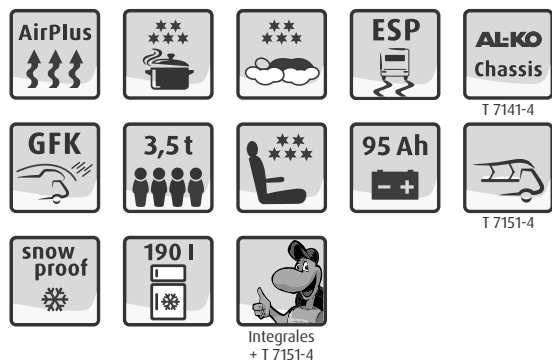 AirPlus
ESP
AL-KO
Chassis
T 7141-4
GFK
3,5 t
95 Ah
T 7151-4
snow
proof
190 l
Integrales
+ T 7151-4